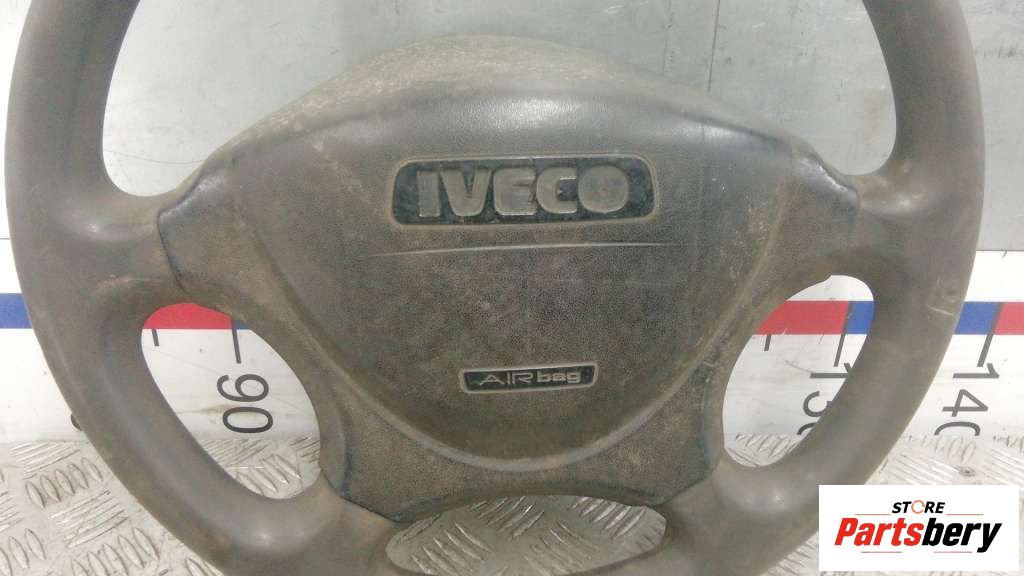 IVECO
AIRbag
90
140
STORE
Partsbery